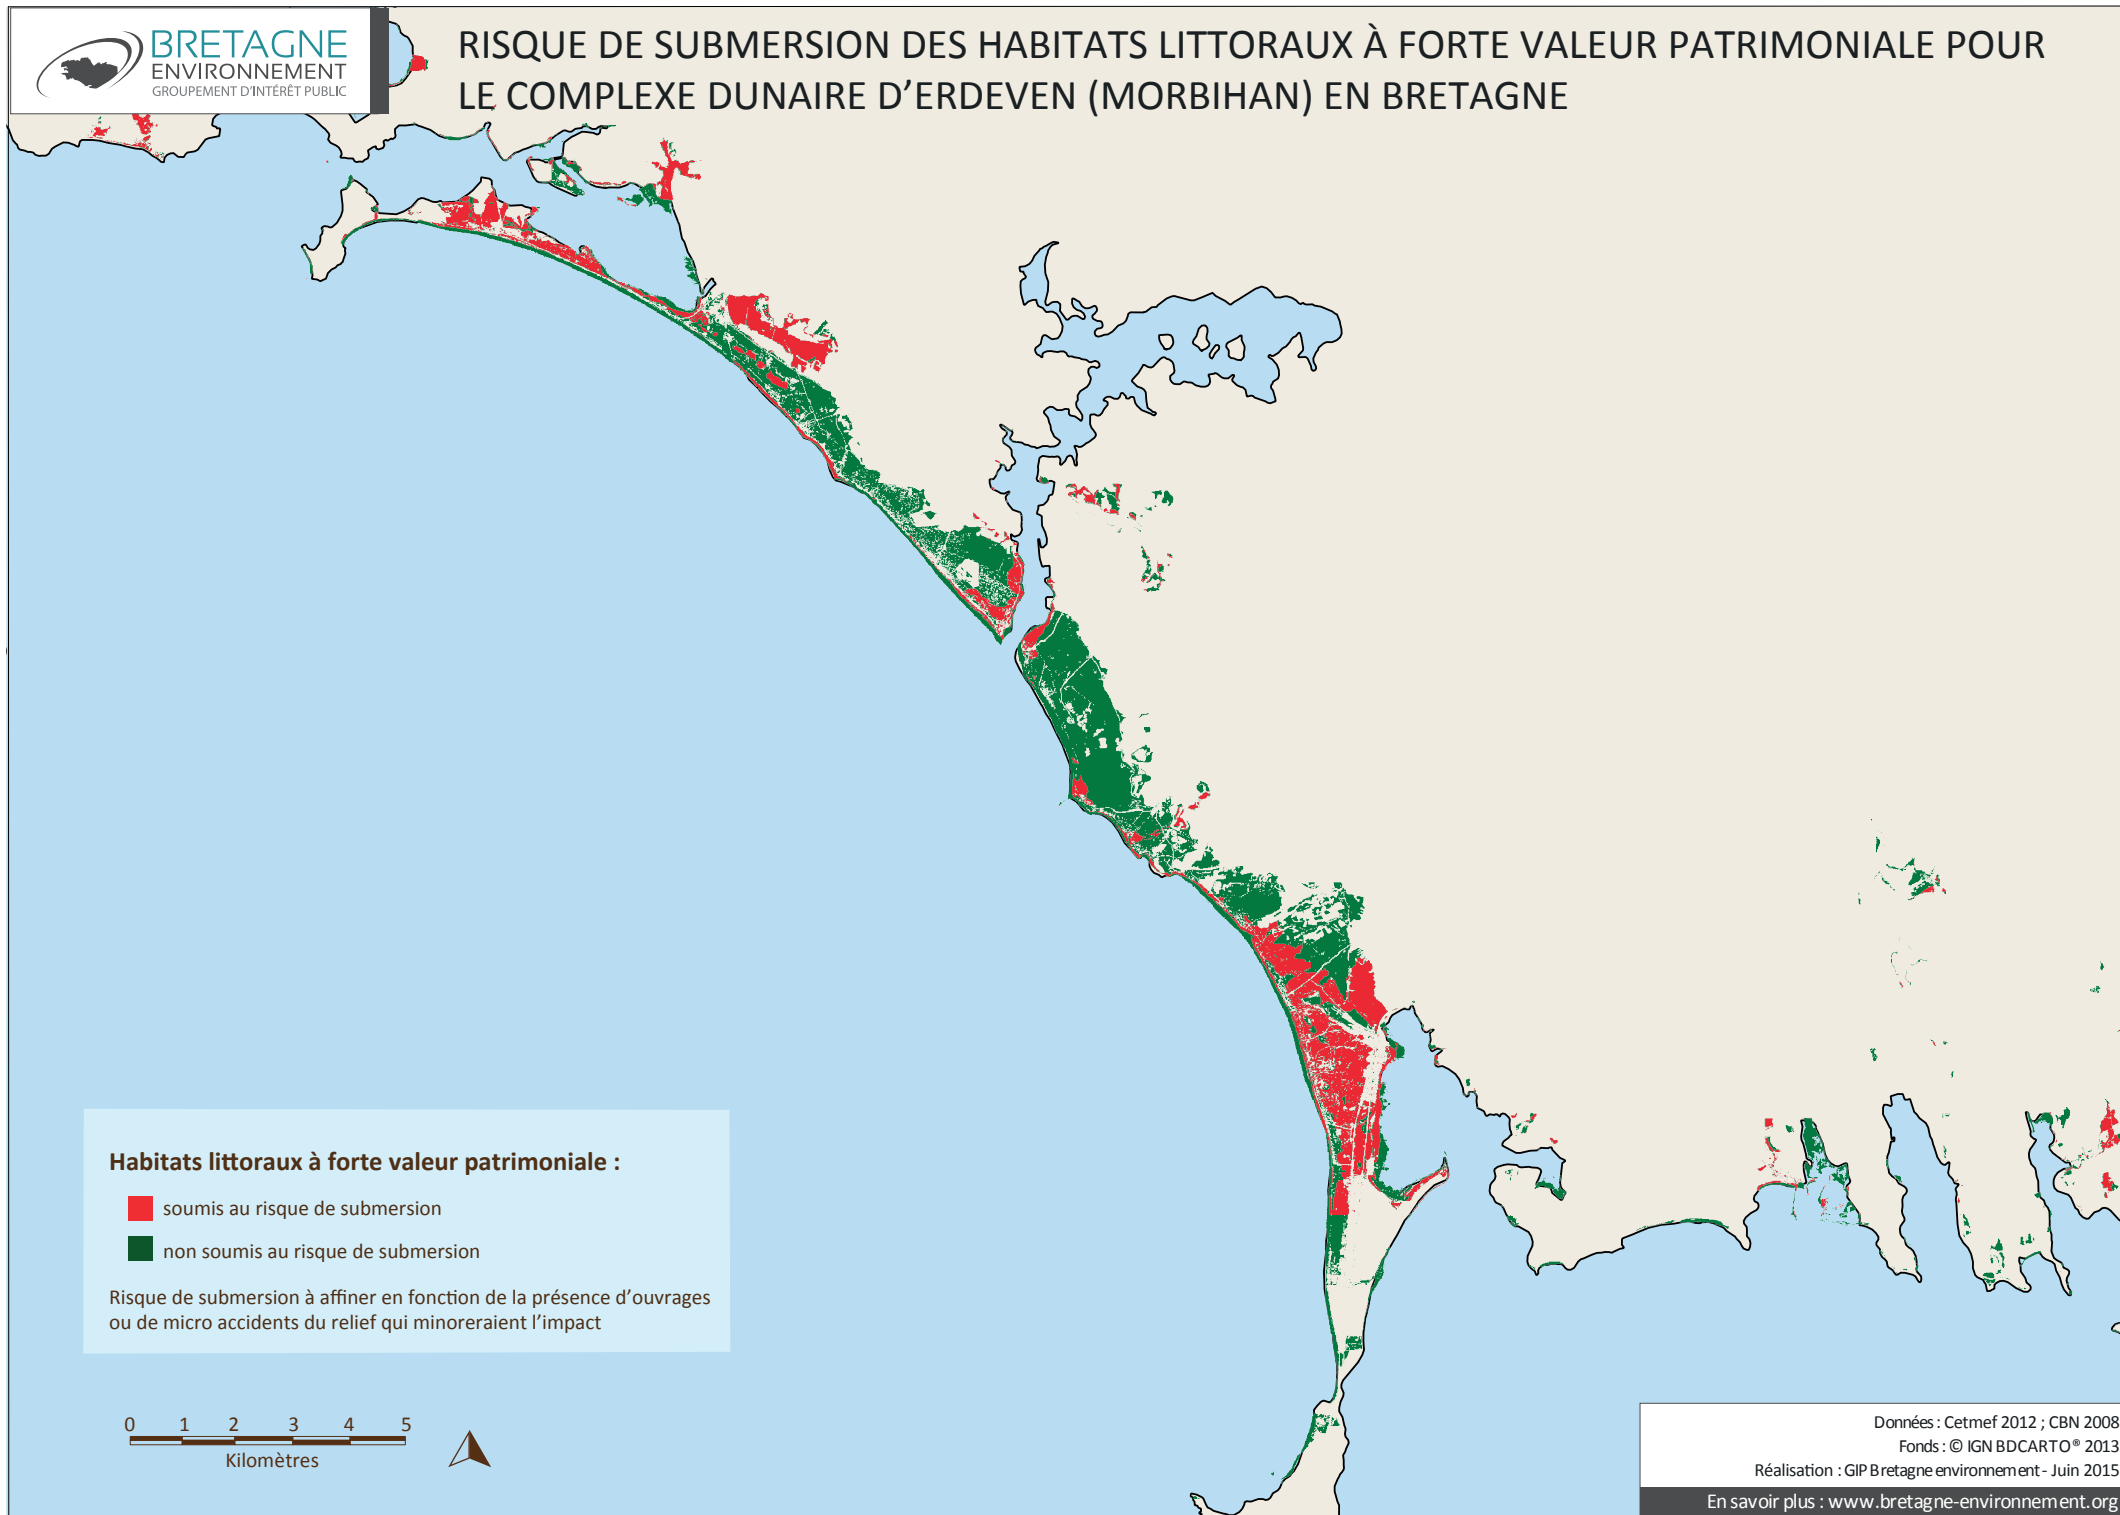 BRETAGNE
ENVIRONNEMENT
GROUPEMENT D'INTÉRÊT PUBLIC
RISQUE DE SUBMERSION DES HABITATS LITTORAUX À FORTE VALEUR PATRIMONIALE POUR
LE COMPLEXE DUNAIRE D'ERDEVEN (MORBIHAN) EN BRETAGNE
Habitats littoraux à forte valeur patrimoniale :
soumis au risque de submersion
non soumis au risque de submersion
Risque de submersion à affiner en fonction de la présence d'ouvrages
ou de micro accidents du relief qui minoreraient l'impact
0 1 2 3 4 5
Kilomètres
Données : Cetmef 2012 ; CBN 2008
Fonds : © IGN BDCARTO® 2013
Réalisation : GIP Bretagne environnement - Juin 2015
En savoir plus : www.bretagne-environnement.org